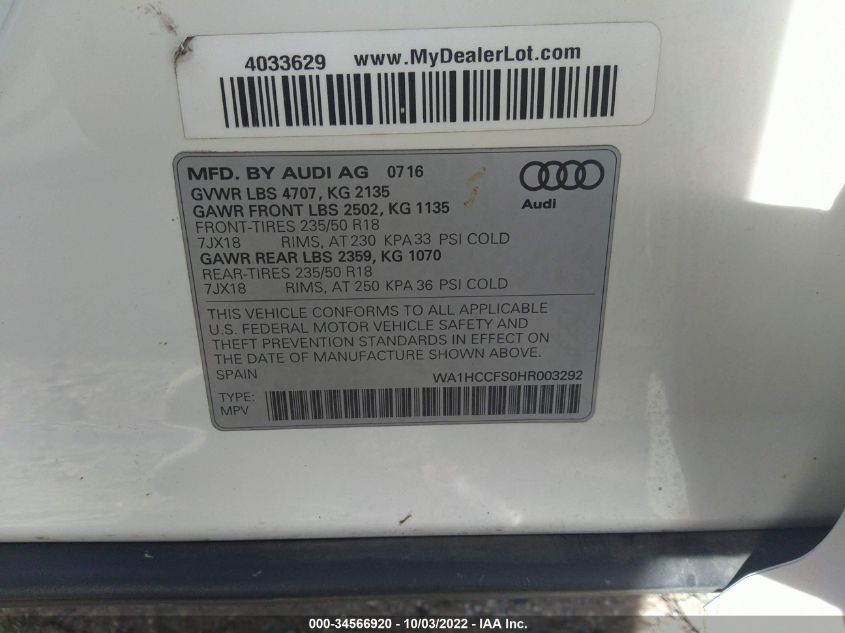 4033629 www.MyDealerLot.com
MFD. BY AUDI AG 0716
GVWR LBS 4707, KG 2135
GAWR FRONT LBS 2502, KG 1135
Audi
FRONT-TIRES 235/50 R18
7JX18 RIMS, AT 230 KPA 33 PSI COLD
GAWR REAR LBS 2359, KG 1070
REAR-TIRES 235/50 R18
7JX18 RIMS, AT 250 KPA 36 PSI COLD
THIS VEHICLE CONFORMS TO ALL APPLICABLE
U.S. FEDERAL MOTOR VEHICLE SAFETY AND
THEFT PREVENTION STANDARDS IN EFFECT ON
THE DATE OF MANUFACTURE SHOWN ABOVE.
SPAIN WA1HCCFS0HR003292
TYPE:
MPV
000-34566920 - 10/03/2022 - IAA Inc.